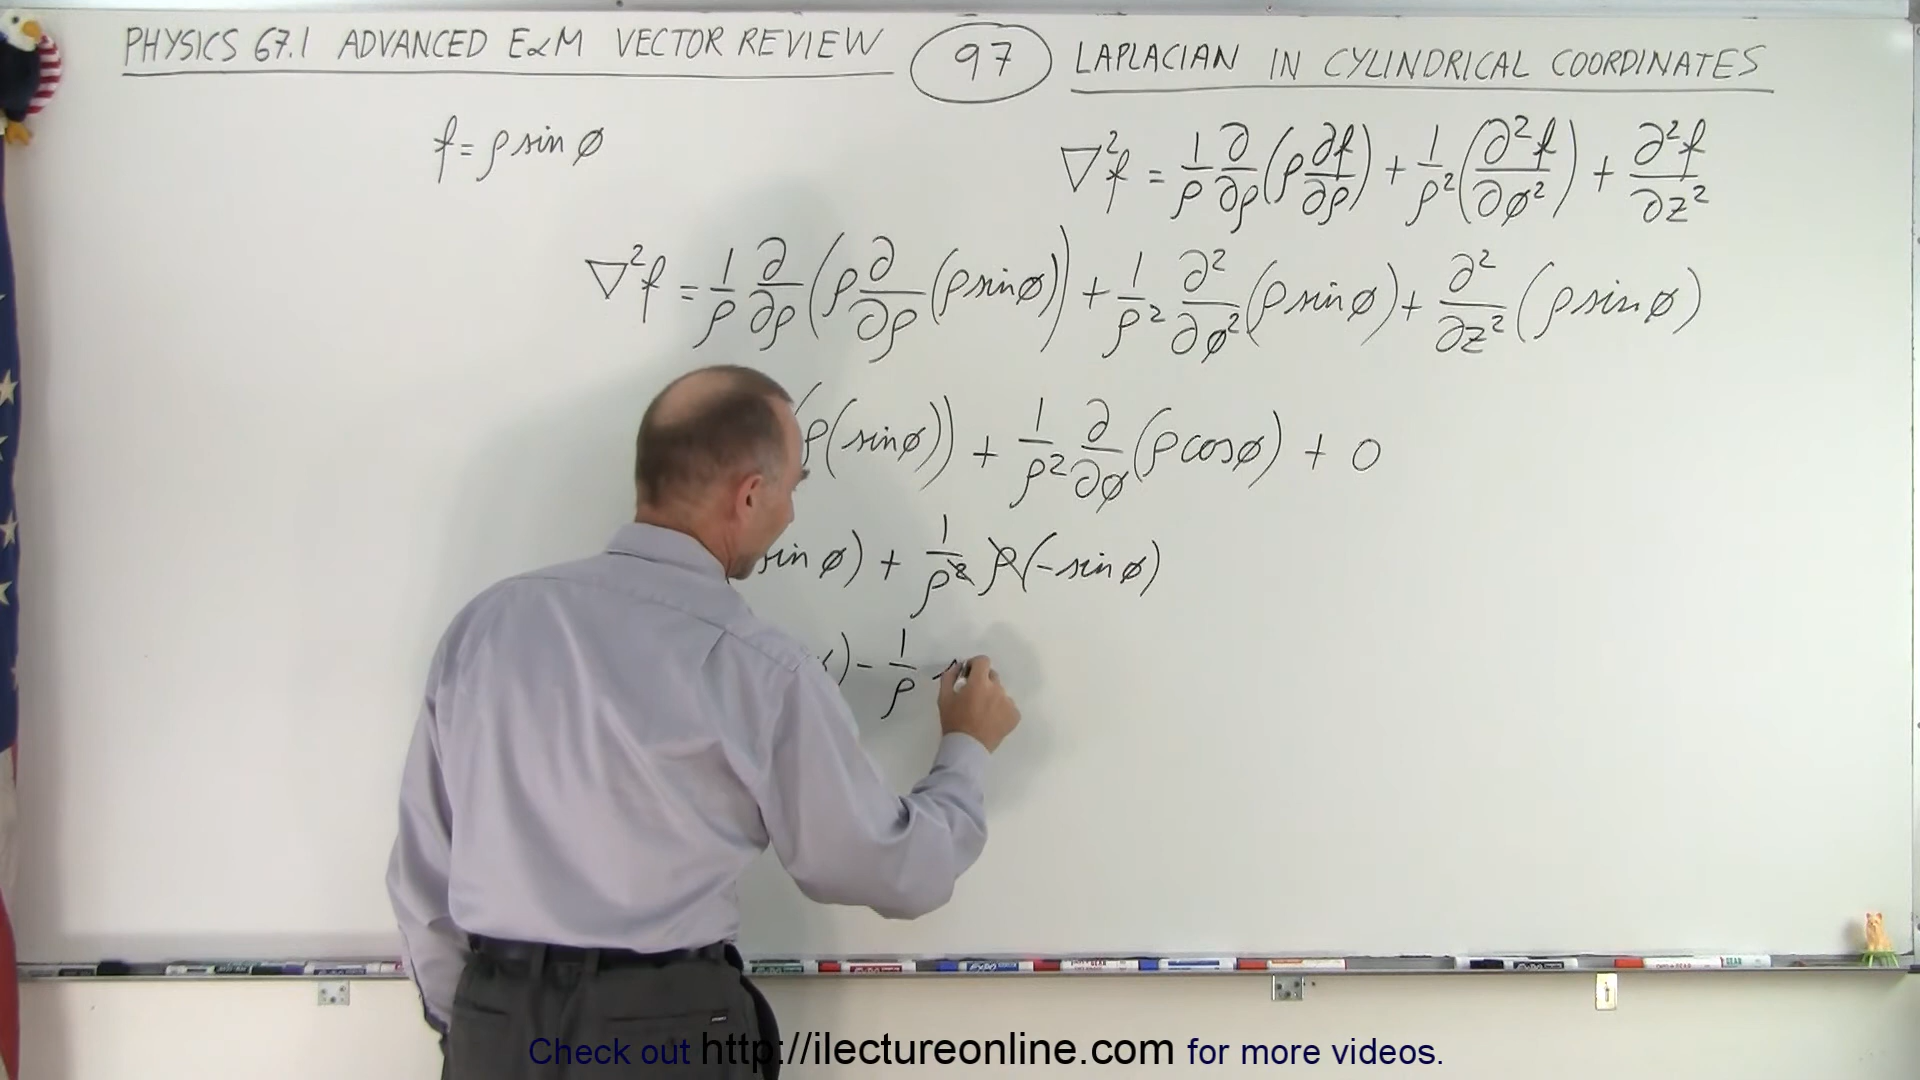 PHYSICS 67.1 ADVANCED E&M VECTOR REVIEW (97) LAPLACIAN IN CYLINDRICAL COORDINATES
f = ρ sin ø
∇²f = 1/ρ ∂/∂ρ (ρ ∂f/∂ρ) + 1/ρ² (∂²f/∂ø²) + ∂²f/∂z²
∇²f = 1/ρ ∂/∂ρ (ρ ∂/∂ρ (ρ sin ø)) + 1/ρ² ∂²/∂ø² (ρ sin ø) + ∂²/∂z² (ρ sin ø)
(ρ(sin ø)) + 1/ρ² ∂/∂ø (ρ cos ø) + 0
(sin ø) + 1/ρ² ρ(-sin ø)
) - 1/ρ
Check out http://ilectureonline.com for more videos.